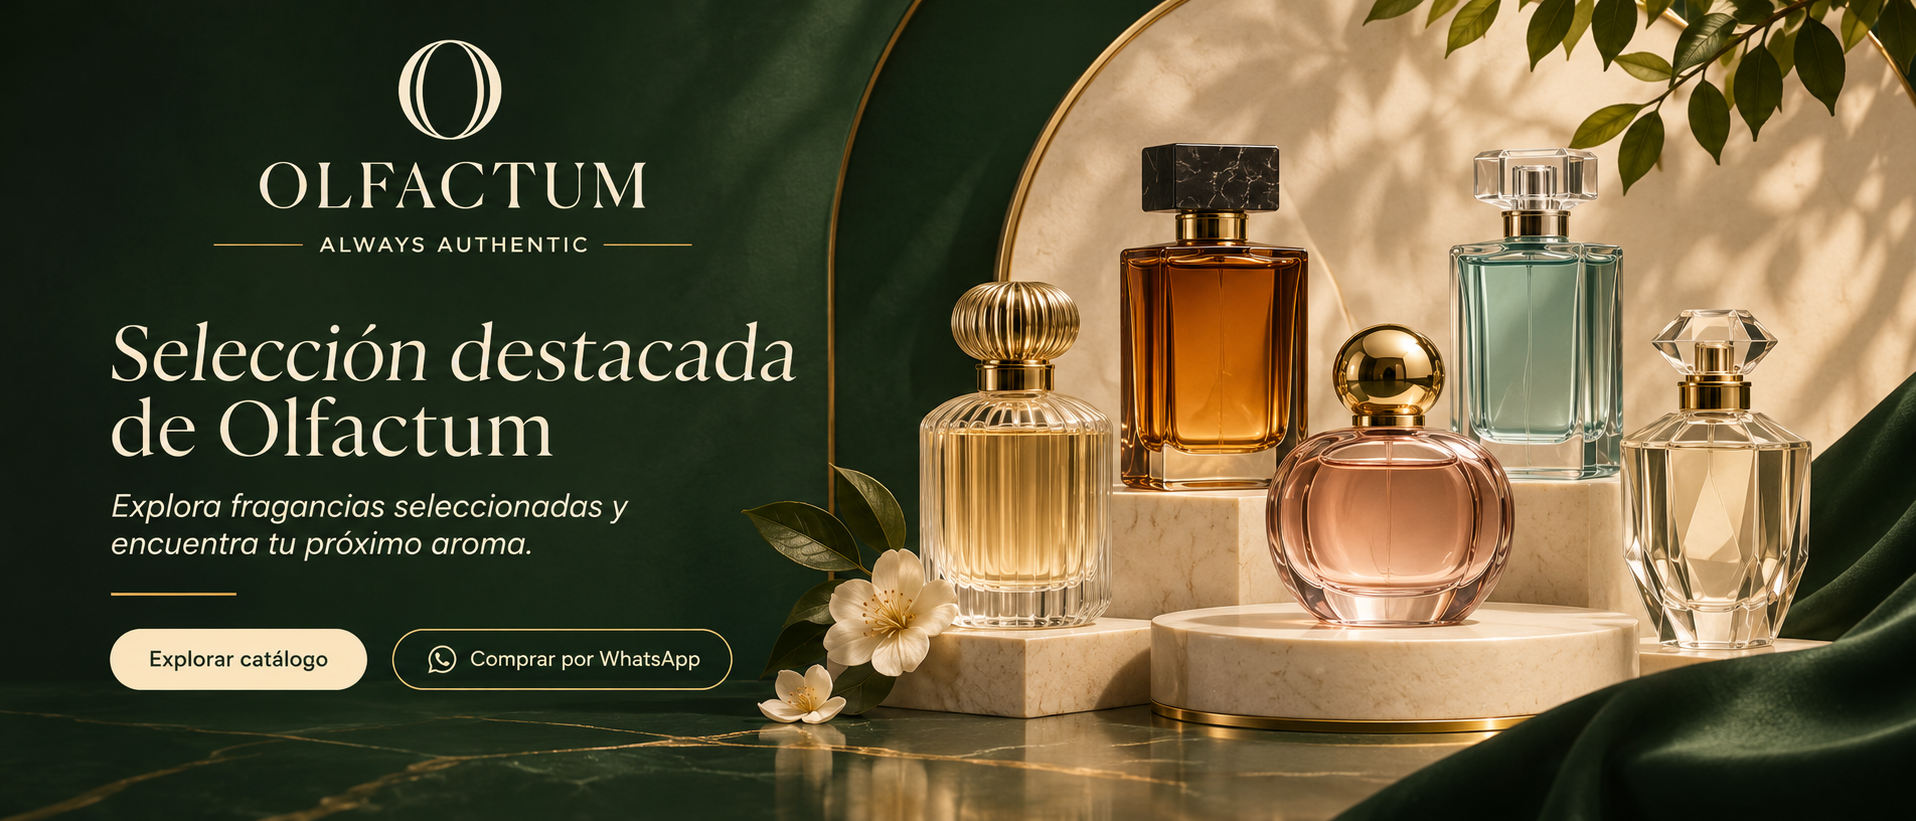 OLFACTUM
ALWAYS AUTHENTIC
Selección destacada
de Olfactum
Explora fragancias seleccionadas y
encuentra tu próximo aroma.
Explorar catálogo
Comprar por WhatsApp